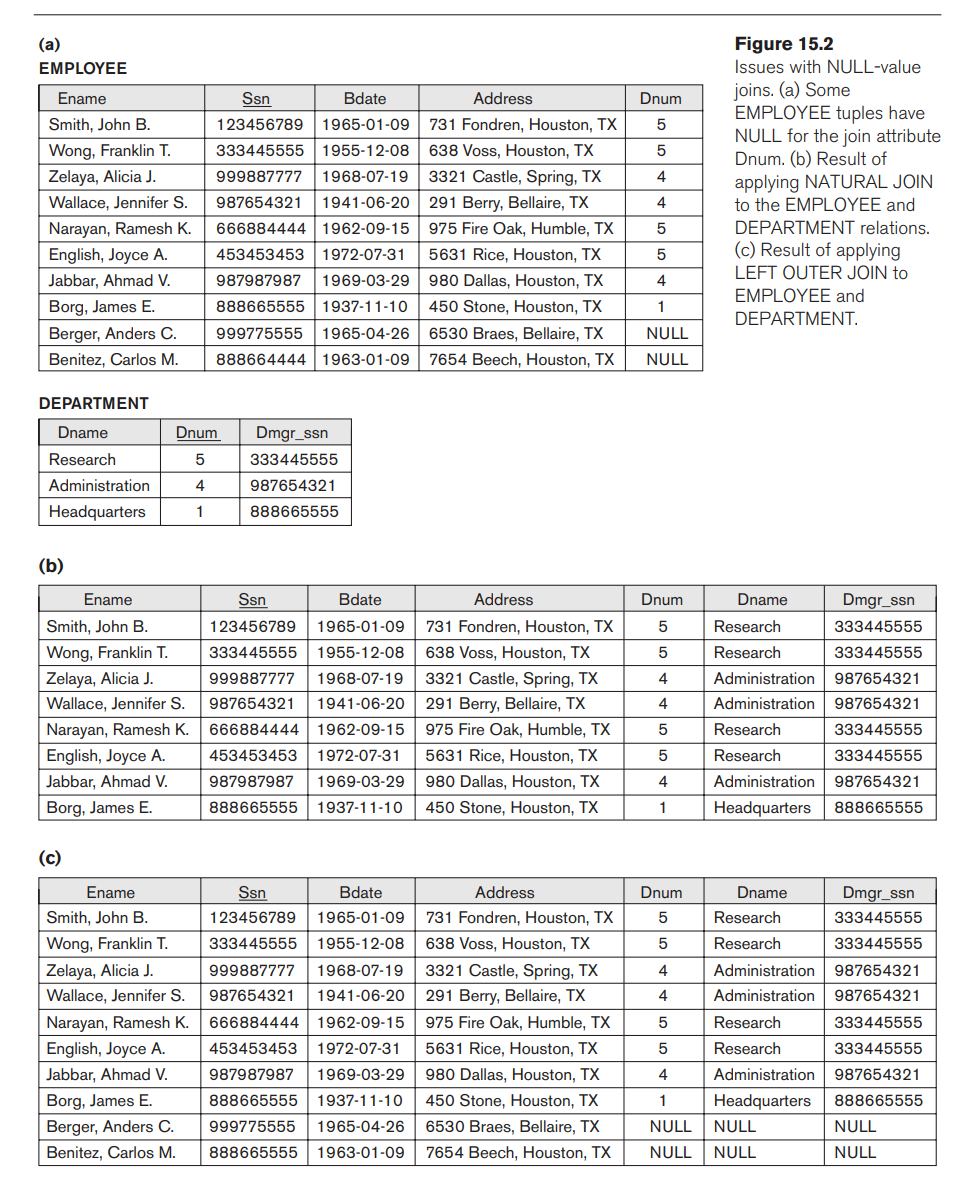 (a)
EMPLOYEE
Ename Ssn Bdate Address Dnum
Smith, John B. 123456789 1965-01-09 731 Fondren, Houston, TX 5
Wong, Franklin T. 333445555 1955-12-08 638 Voss, Houston, TX 5
Zelaya, Alicia J. 999887777 1968-07-19 3321 Castle, Spring, TX 4
Wallace, Jennifer S. 987654321 1941-06-20 291 Berry, Bellaire, TX 4
Narayan, Ramesh K. 666884444 1962-09-15 975 Fire Oak, Humble, TX 5
English, Joyce A. 453453453 1972-07-31 5631 Rice, Houston, TX 5
Jabbar, Ahmad V. 987987987 1969-03-29 980 Dallas, Houston, TX 4
Borg, James E. 888665555 1937-11-10 450 Stone, Houston, TX 1
Berger, Anders C. 999775555 1965-04-26 6530 Braes, Bellaire, TX NULL
Benitez, Carlos M. 888664444 1963-01-09 7654 Beech, Houston, TX NULL
Figure 15.2
Issues with NULL-value
joins. (a) Some
EMPLOYEE tuples have
NULL for the join attribute
Dnum. (b) Result of
applying NATURAL JOIN
to the EMPLOYEE and
DEPARTMENT relations.
(c) Result of applying
LEFT OUTER JOIN to
EMPLOYEE and
DEPARTMENT.
DEPARTMENT
Dname Dnum Dmgr_ssn
Research 5 333445555
Administration 4 987654321
Headquarters 1 888665555
(b)
Ename Ssn Bdate Address Dnum Dname Dmgr_ssn
Smith, John B. 123456789 1965-01-09 731 Fondren, Houston, TX 5 Research 333445555
Wong, Franklin T. 333445555 1955-12-08 638 Voss, Houston, TX 5 Research 333445555
Zelaya, Alicia J. 999887777 1968-07-19 3321 Castle, Spring, TX 4 Administration 987654321
Wallace, Jennifer S. 987654321 1941-06-20 291 Berry, Bellaire, TX 4 Administration 987654321
Narayan, Ramesh K. 666884444 1962-09-15 975 Fire Oak, Humble, TX 5 Research 333445555
English, Joyce A. 453453453 1972-07-31 5631 Rice, Houston, TX 5 Research 333445555
Jabbar, Ahmad V. 987987987 1969-03-29 980 Dallas, Houston, TX 4 Administration 987654321
Borg, James E. 888665555 1937-11-10 450 Stone, Houston, TX 1 Headquarters 888665555
(c)
Ename Ssn Bdate Address Dnum Dname Dmgr_ssn
Smith, John B. 123456789 1965-01-09 731 Fondren, Houston, TX 5 Research 333445555
Wong, Franklin T. 333445555 1955-12-08 638 Voss, Houston, TX 5 Research 333445555
Zelaya, Alicia J. 999887777 1968-07-19 3321 Castle, Spring, TX 4 Administration 987654321
Wallace, Jennifer S. 987654321 1941-06-20 291 Berry, Bellaire, TX 4 Administration 987654321
Narayan, Ramesh K. 666884444 1962-09-15 975 Fire Oak, Humble, TX 5 Research 333445555
English, Joyce A. 453453453 1972-07-31 5631 Rice, Houston, TX 5 Research 333445555
Jabbar, Ahmad V. 987987987 1969-03-29 980 Dallas, Houston, TX 4 Administration 987654321
Borg, James E. 888665555 1937-11-10 450 Stone, Houston, TX 1 Headquarters 888665555
Berger, Anders C. 999775555 1965-04-26 6530 Braes, Bellaire, TX NULL NULL NULL
Benitez, Carlos M. 888665555 1963-01-09 7654 Beech, Houston, TX NULL NULL NULL